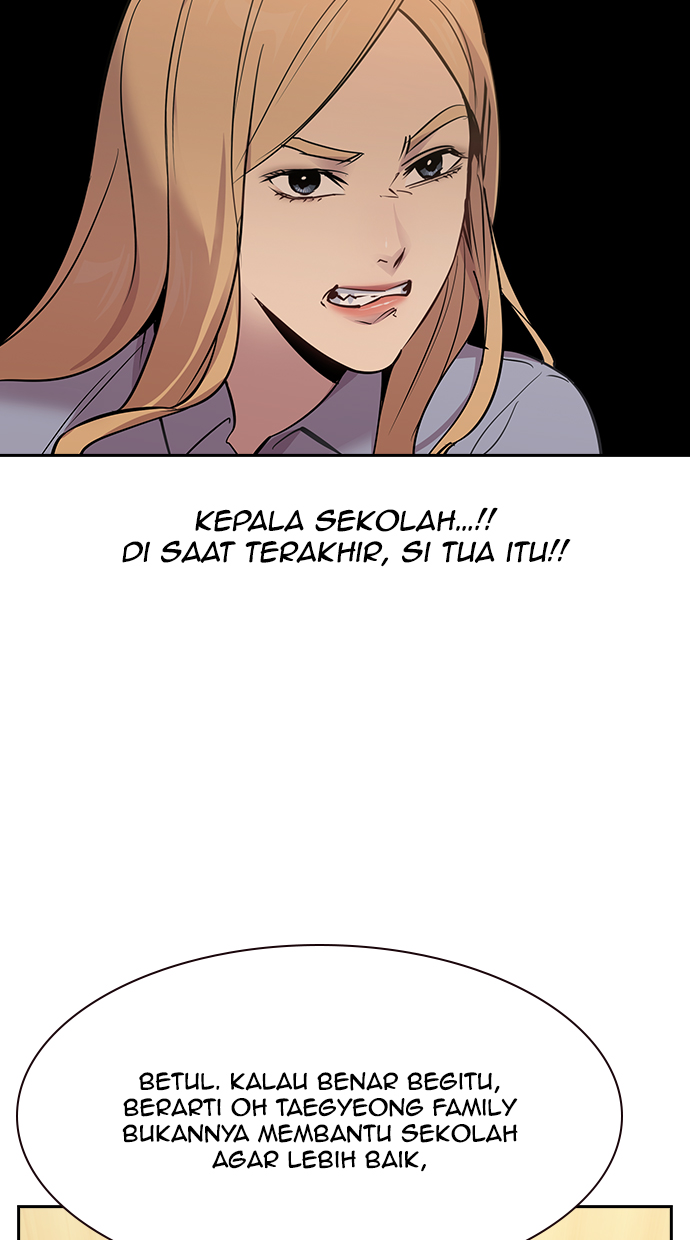 KEPALA SEKOLAH...!!
DI SAAT TERAKHIR, SI TUA ITU!!
BETUL. KALAU BENAR BEGITU,
BERARTI OH TAEGYEONG FAMILY
BUKANNYA MEMBANTU SEKOLAH
AGAR LEBIH BAIK,